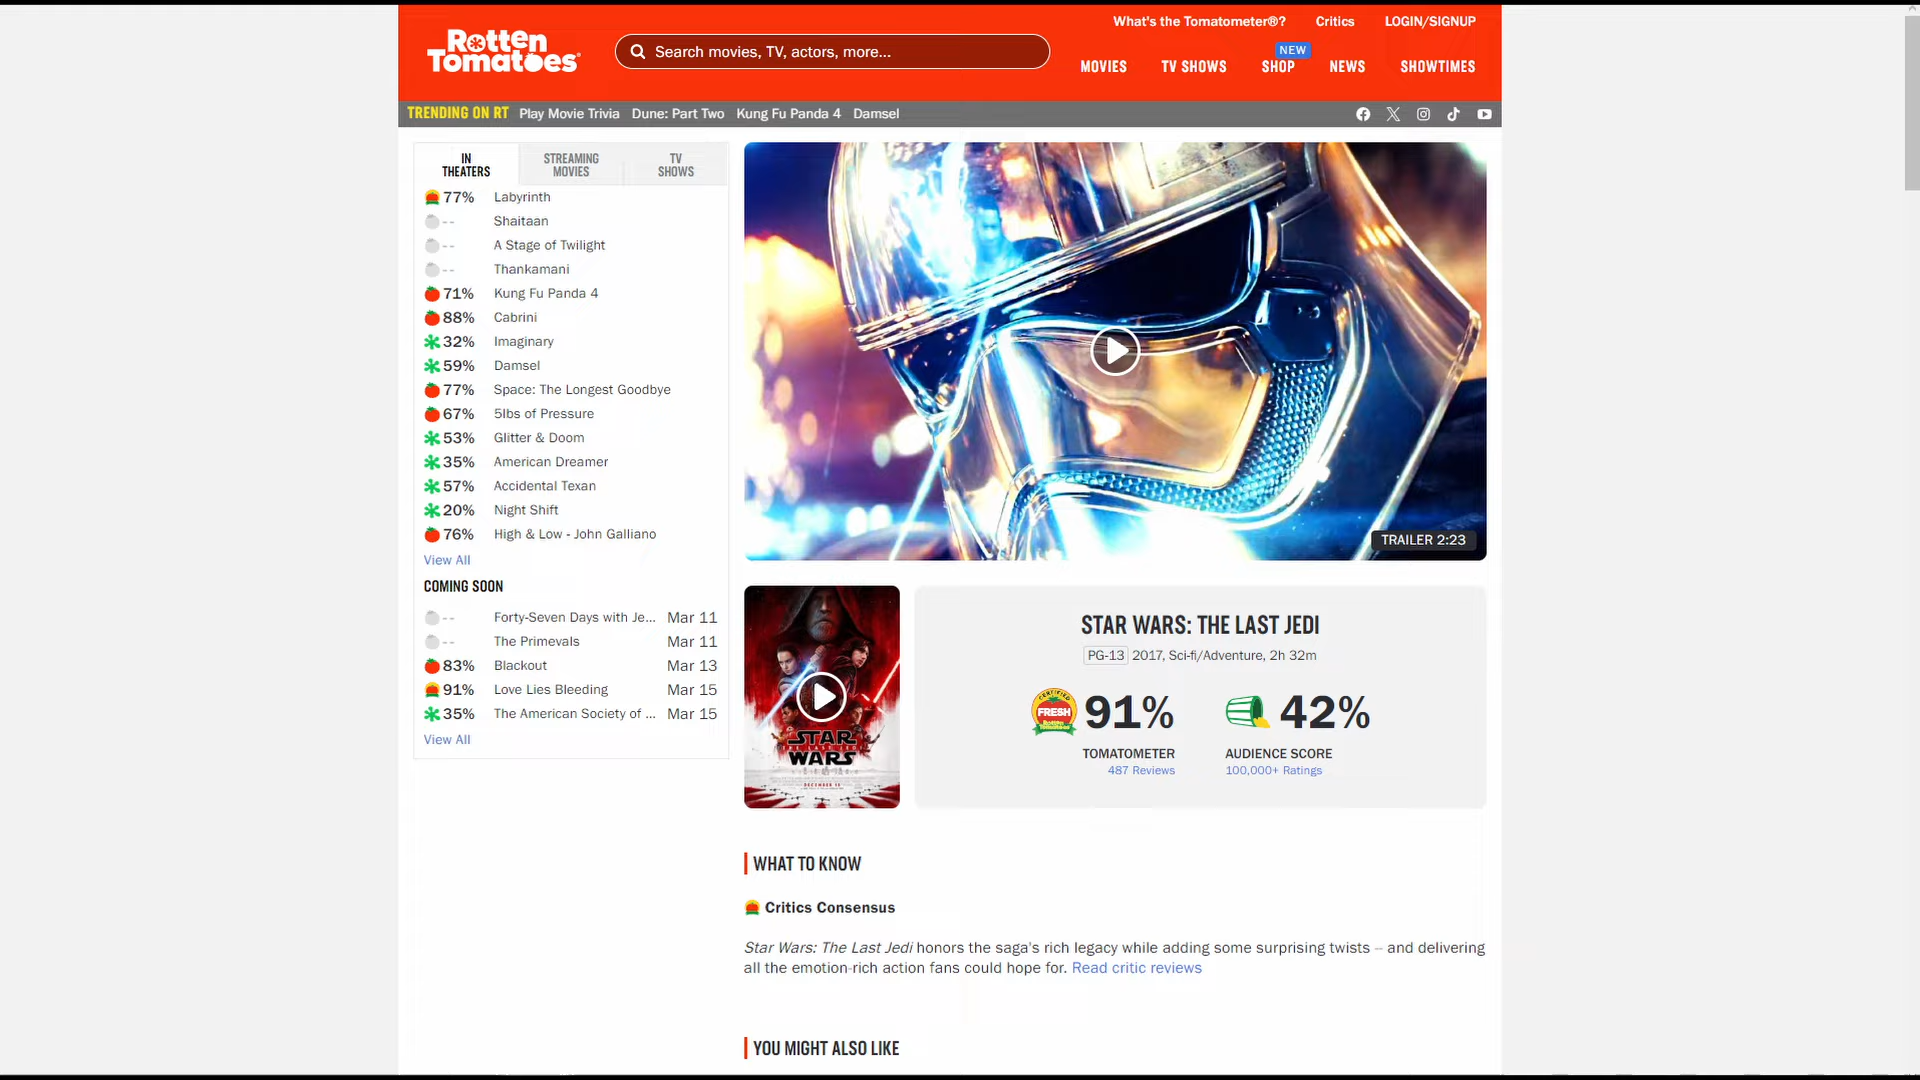 What's the Tomatometer®? Critics LOGIN/SIGNUP
Rotten
Tomatoes
Search movies, TV, actors, more...
NEW
MOVIES TV SHOWS SHOP NEWS SHOWTIMES
TRENDING ON RT Play Movie Trivia Dune: Part Two Kung Fu Panda 4 Damsel
IN
THEATERS
STREAMING
MOVIES
TV
SHOWS
77% Labyrinth
-- Shaitaan
-- A Stage of Twilight
-- Thankamani
71% Kung Fu Panda 4
88% Cabrini
32% Imaginary
59% Damsel
77% Space: The Longest Goodbye
67% 5lbs of Pressure
53% Glitter & Doom
35% American Dreamer
57% Accidental Texan
20% Night Shift
76% High & Low - John Galliano
View All
COMING SOON
-- Forty-Seven Days with Je... Mar 11
-- The Primevals Mar 11
83% Blackout Mar 13
91% Love Lies Bleeding Mar 15
35% The American Society of ... Mar 15
View All
TRAILER 2:23
STAR
THE LAST JEDI
WARS
DECEMBER 15
STAR WARS: THE LAST JEDI
PG-13 2017, Sci-fi/Adventure, 2h 32m
CERTIFIED
FRESH
Rotten
Tomatoes
91%
42%
TOMATOMETER
487 Reviews
AUDIENCE SCORE
100,000+ Ratings
WHAT TO KNOW
Critics Consensus
Star Wars: The Last Jedi honors the saga's rich legacy while adding some surprising twists -- and delivering
all the emotion-rich action fans could hope for. Read critic reviews
YOU MIGHT ALSO LIKE